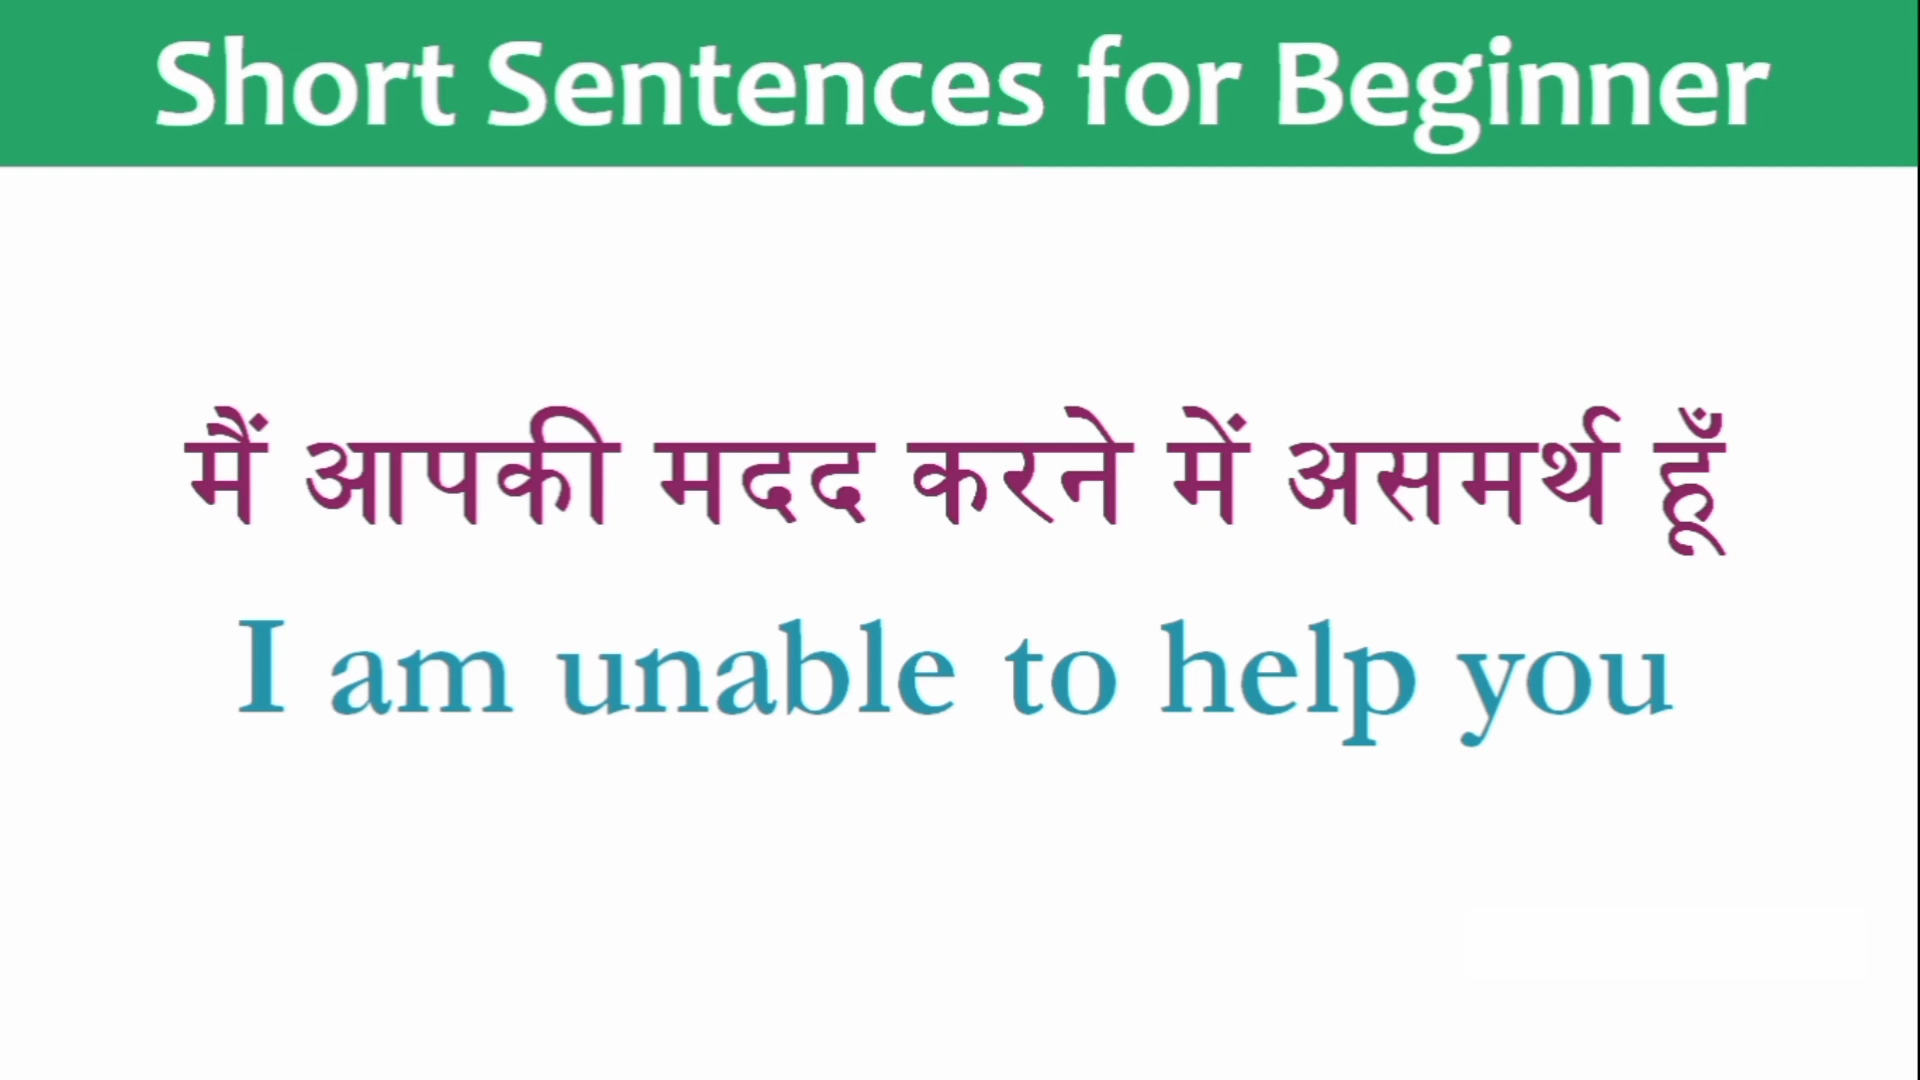 Short Sentences for Beginner
मैं आपकी मदद करने में असमर्थ हूँ
I am unable to help you